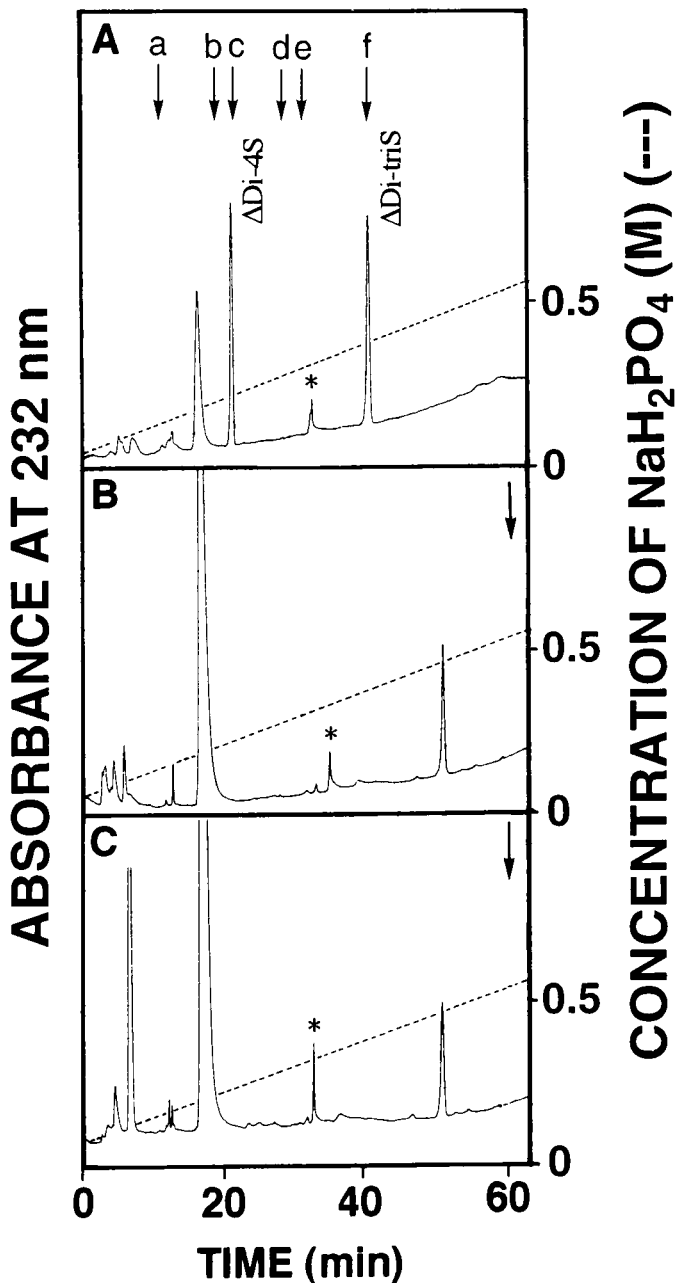 A
a b c d e f
ΔDi-4S
ΔDi-triS
*
0.5
0
B
*
0.5
0
C
*
0.5
0
0 20 40 60
TIME (min)
ABSORBANCE AT 232 nm
CONCENTRATION OF NaH₂PO₄ (M) (---)